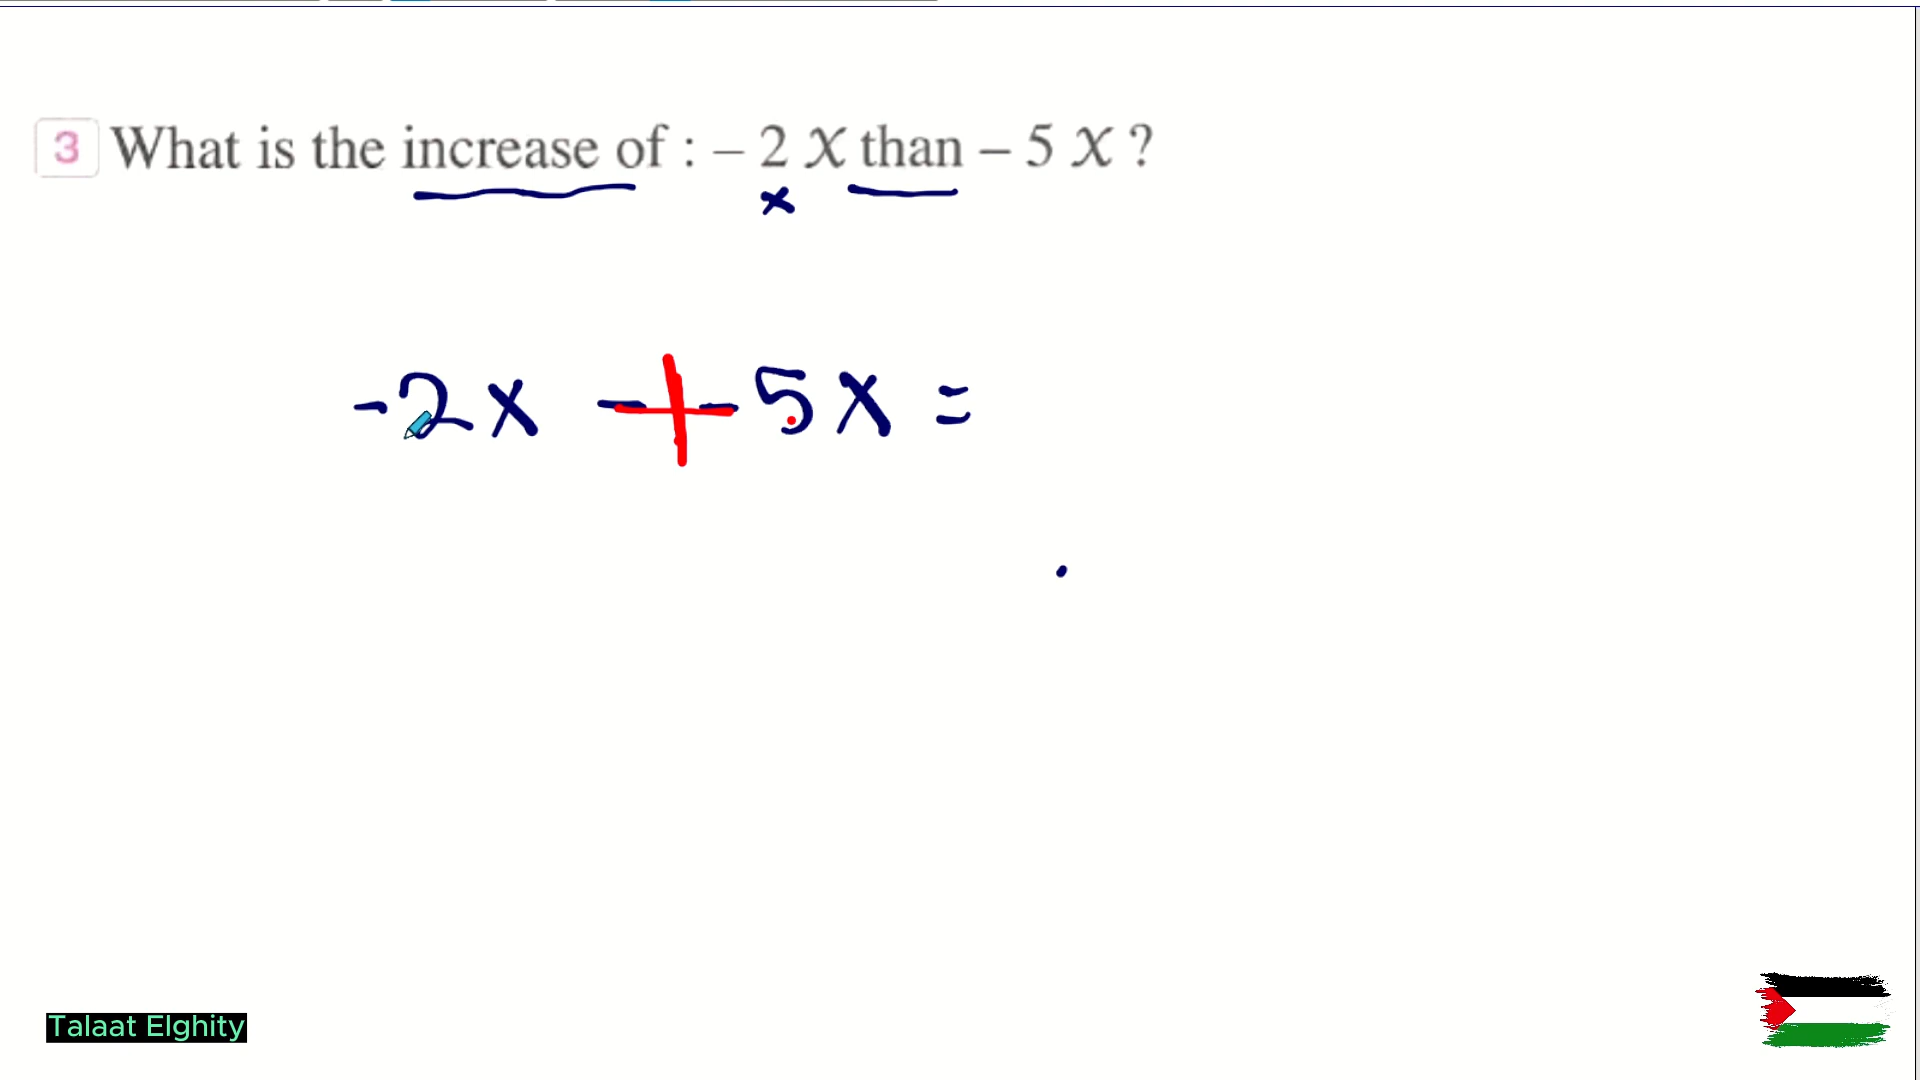 3 What is the increase of : – 2 X than – 5 X ?
x
-2x - + - 5x =
Talaat Elghity